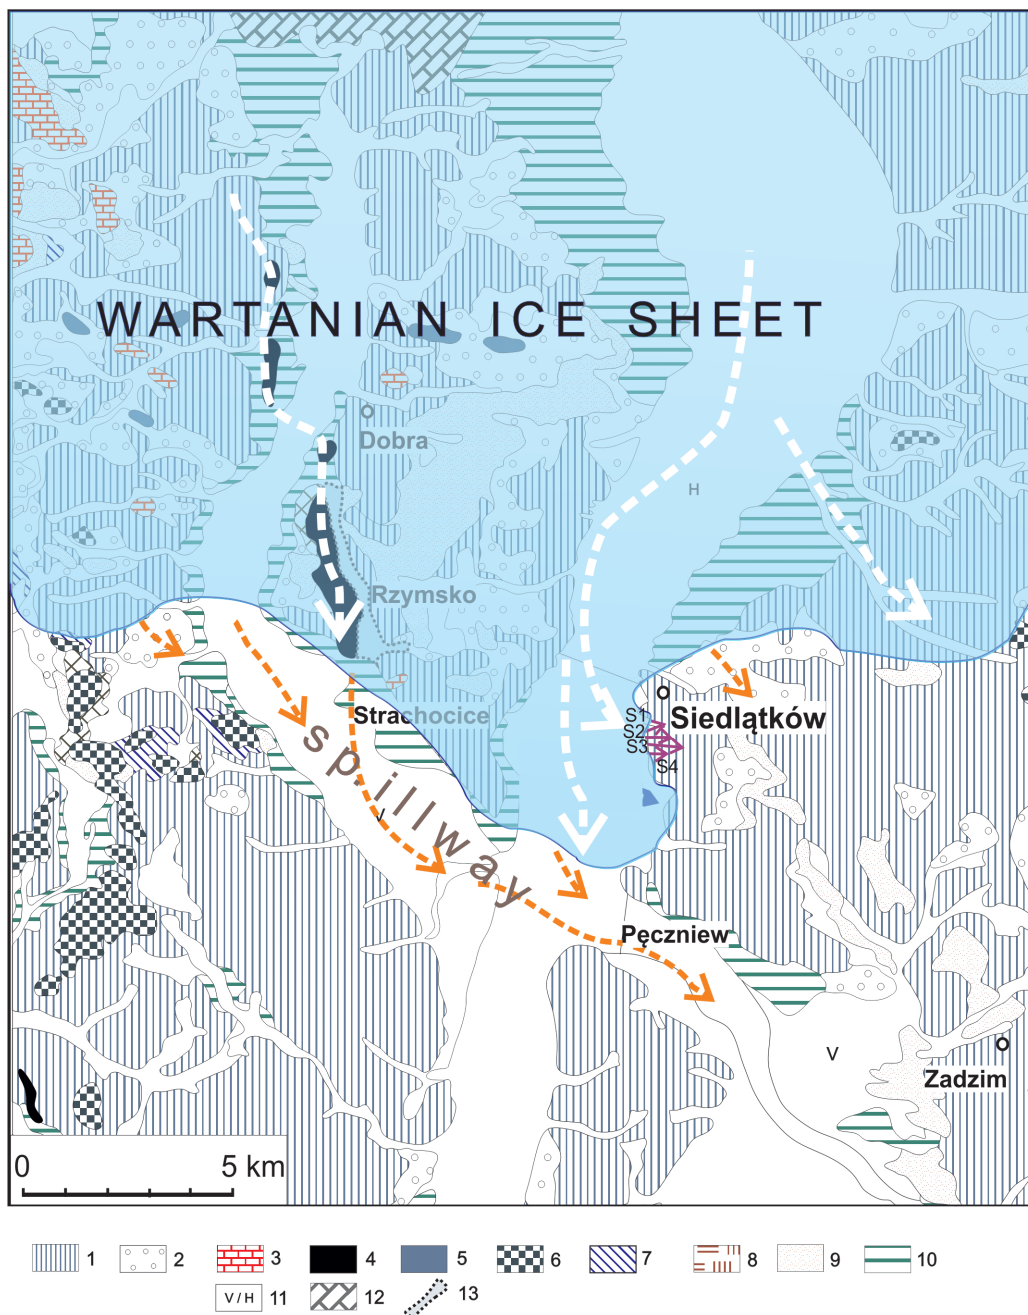 WARTANIAN ICE SHEET
Dobra
H
Rzymsko
Strachocice
S1
S2
S3
S4
Siedlątków
spillway
V
Pęczniew
V
Zadzim
0 5 km
1 2 3 4 5 6 7 8 9 10
V / H 11 12 13